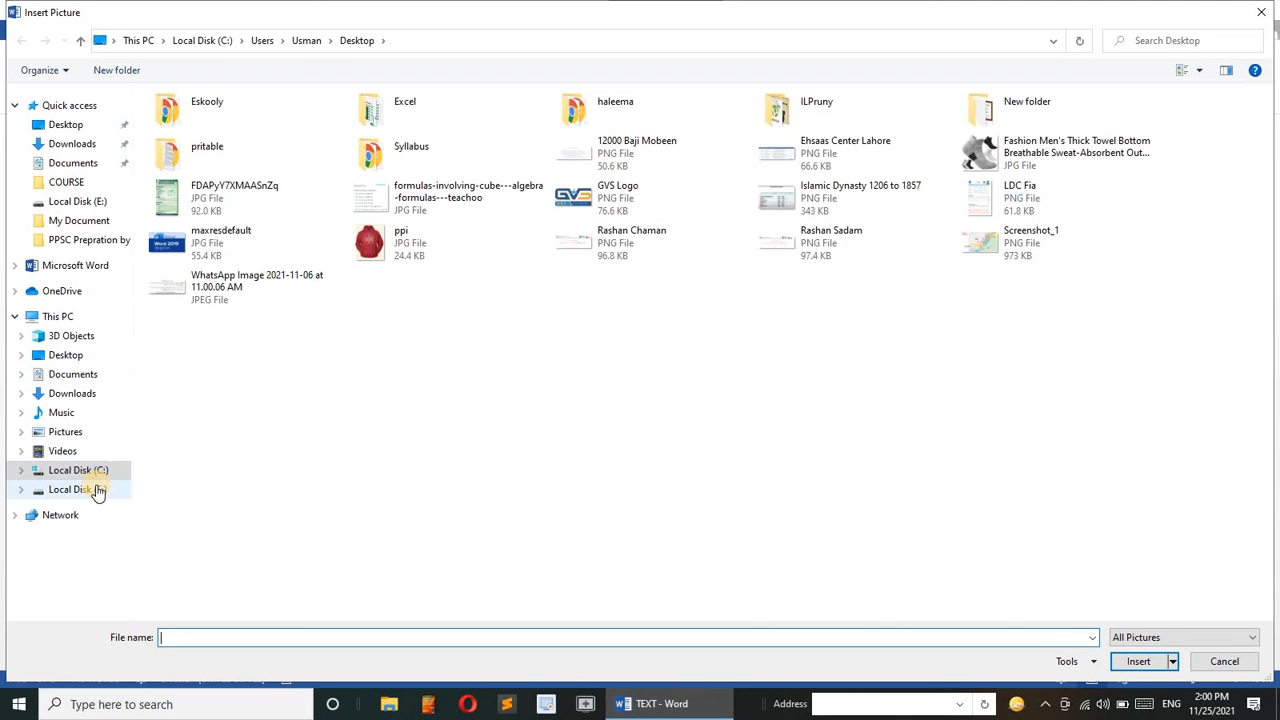 Insert Picture
This PC > Local Disk (C:) > Users > Usman > Desktop >
Search Desktop
Organize
New folder
Quick access
Desktop
Downloads
Documents
COURSE
Local Disk (E:)
My Document
PPSC Prepration by
Microsoft Word
OneDrive
This PC
3D Objects
Desktop
Documents
Downloads
Music
Pictures
Videos
Local Disk (C:)
Local Disk
Network
Eskooly
Excel
haleema
ILPruny
New folder
pritable
Syllabus
12000 Baji Mobeen
PNG File
50.6 KB
Ehsaas Center Lahore
PNG File
66.6 KB
Fashion Men's Thick Towel Bottom
Breathable Sweat-Absorbent Out...
JPG File
FDAPyY7XMAASnZq
JPG File
92.0 KB
formulas-involving-cube---algebra
-formulas---teachoo
JPG File
GVS Logo
PNG File
76.6 KB
Islamic Dynasty 1206 to 1857
PNG File
343 KB
LDC Fia
PNG File
61.8 KB
maxresdefault
JPG File
55.4 KB
ppi
JPG File
24.4 KB
Rashan Chaman
PNG File
96.8 KB
Rashan Sadam
PNG File
97.4 KB
Screenshot_1
PNG File
973 KB
WhatsApp Image 2021-11-06 at
11.00.06 AM
JPEG File
File name:
All Pictures
Tools
Insert
Cancel
Type here to search
TEXT - Word
Address
ENG
2:00 PM
11/25/2021